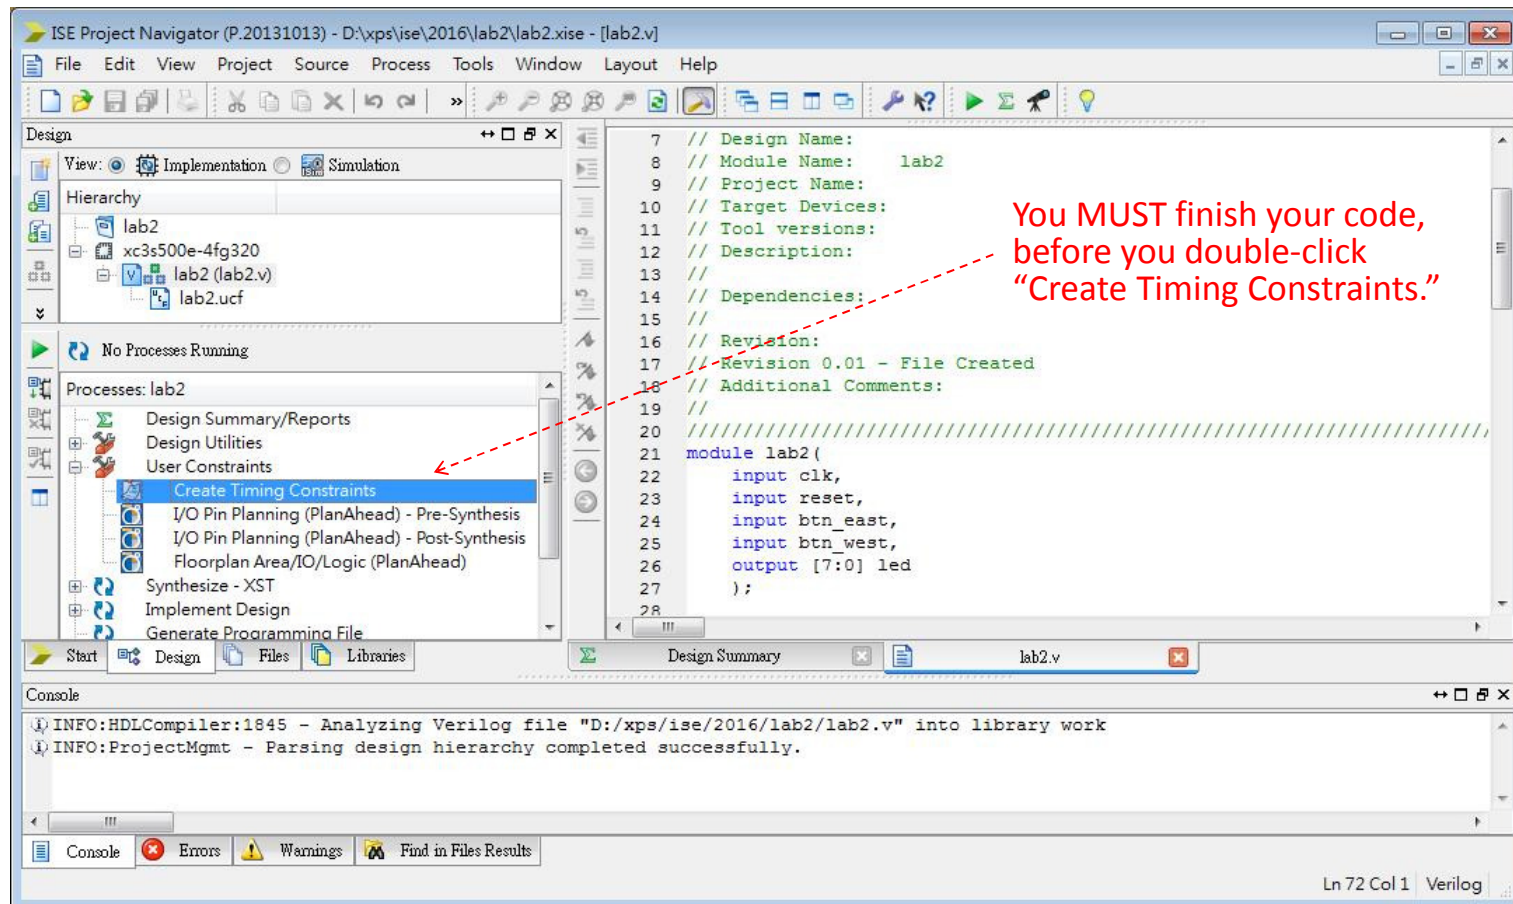 ISE Project Navigator (P.20131013) - D:\xps\ise\2016\lab2\lab2.xise - [lab2.v]
File Edit View Project Source Process Tools Window Layout Help
Design
View: Implementation Simulation
Hierarchy
lab2
xc3s500e-4fg320
lab2 (lab2.v)
lab2.ucf
No Processes Running
Processes: lab2
Design Summary/Reports
Design Utilities
User Constraints
Create Timing Constraints
I/O Pin Planning (PlanAhead) - Pre-Synthesis
I/O Pin Planning (PlanAhead) - Post-Synthesis
Floorplan Area/IO/Logic (PlanAhead)
Synthesize - XST
Implement Design
Generate Programming File
Start Design Files Libraries
7 // Design Name:
8 // Module Name: lab2
9 // Project Name:
10 // Target Devices:
11 // Tool versions:
12 // Description:
13 //
14 // Dependencies:
15 //
16 // Revision:
17 // Revision 0.01 - File Created
18 // Additional Comments:
19 //
20 ////////////////////////////////////////////////////////////////////////
21 module lab2(
22 input clk,
23 input reset,
24 input btn_east,
25 input btn_west,
26 output [7:0] led
27 );
28
You MUST finish your code,
before you double-click
“Create Timing Constraints.”
Design Summary lab2.v
Console
INFO:HDLCompiler:1845 - Analyzing Verilog file "D:/xps/ise/2016/lab2/lab2.v" into library work
INFO:ProjectMgmt - Parsing design hierarchy completed successfully.
Console Errors Warnings Find in Files Results
Ln 72 Col 1 Verilog